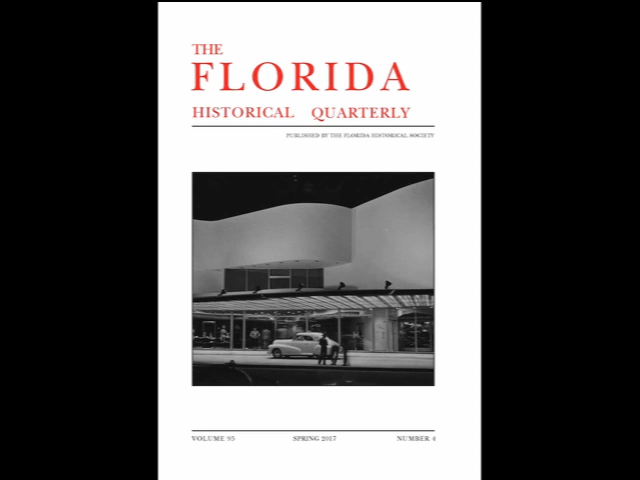 THE
FLORIDA
HISTORICAL QUARTERLY
PUBLISHED BY THE FLORIDA HISTORICAL SOCIETY
VOLUME 95 SPRING 2017 NUMBER 4